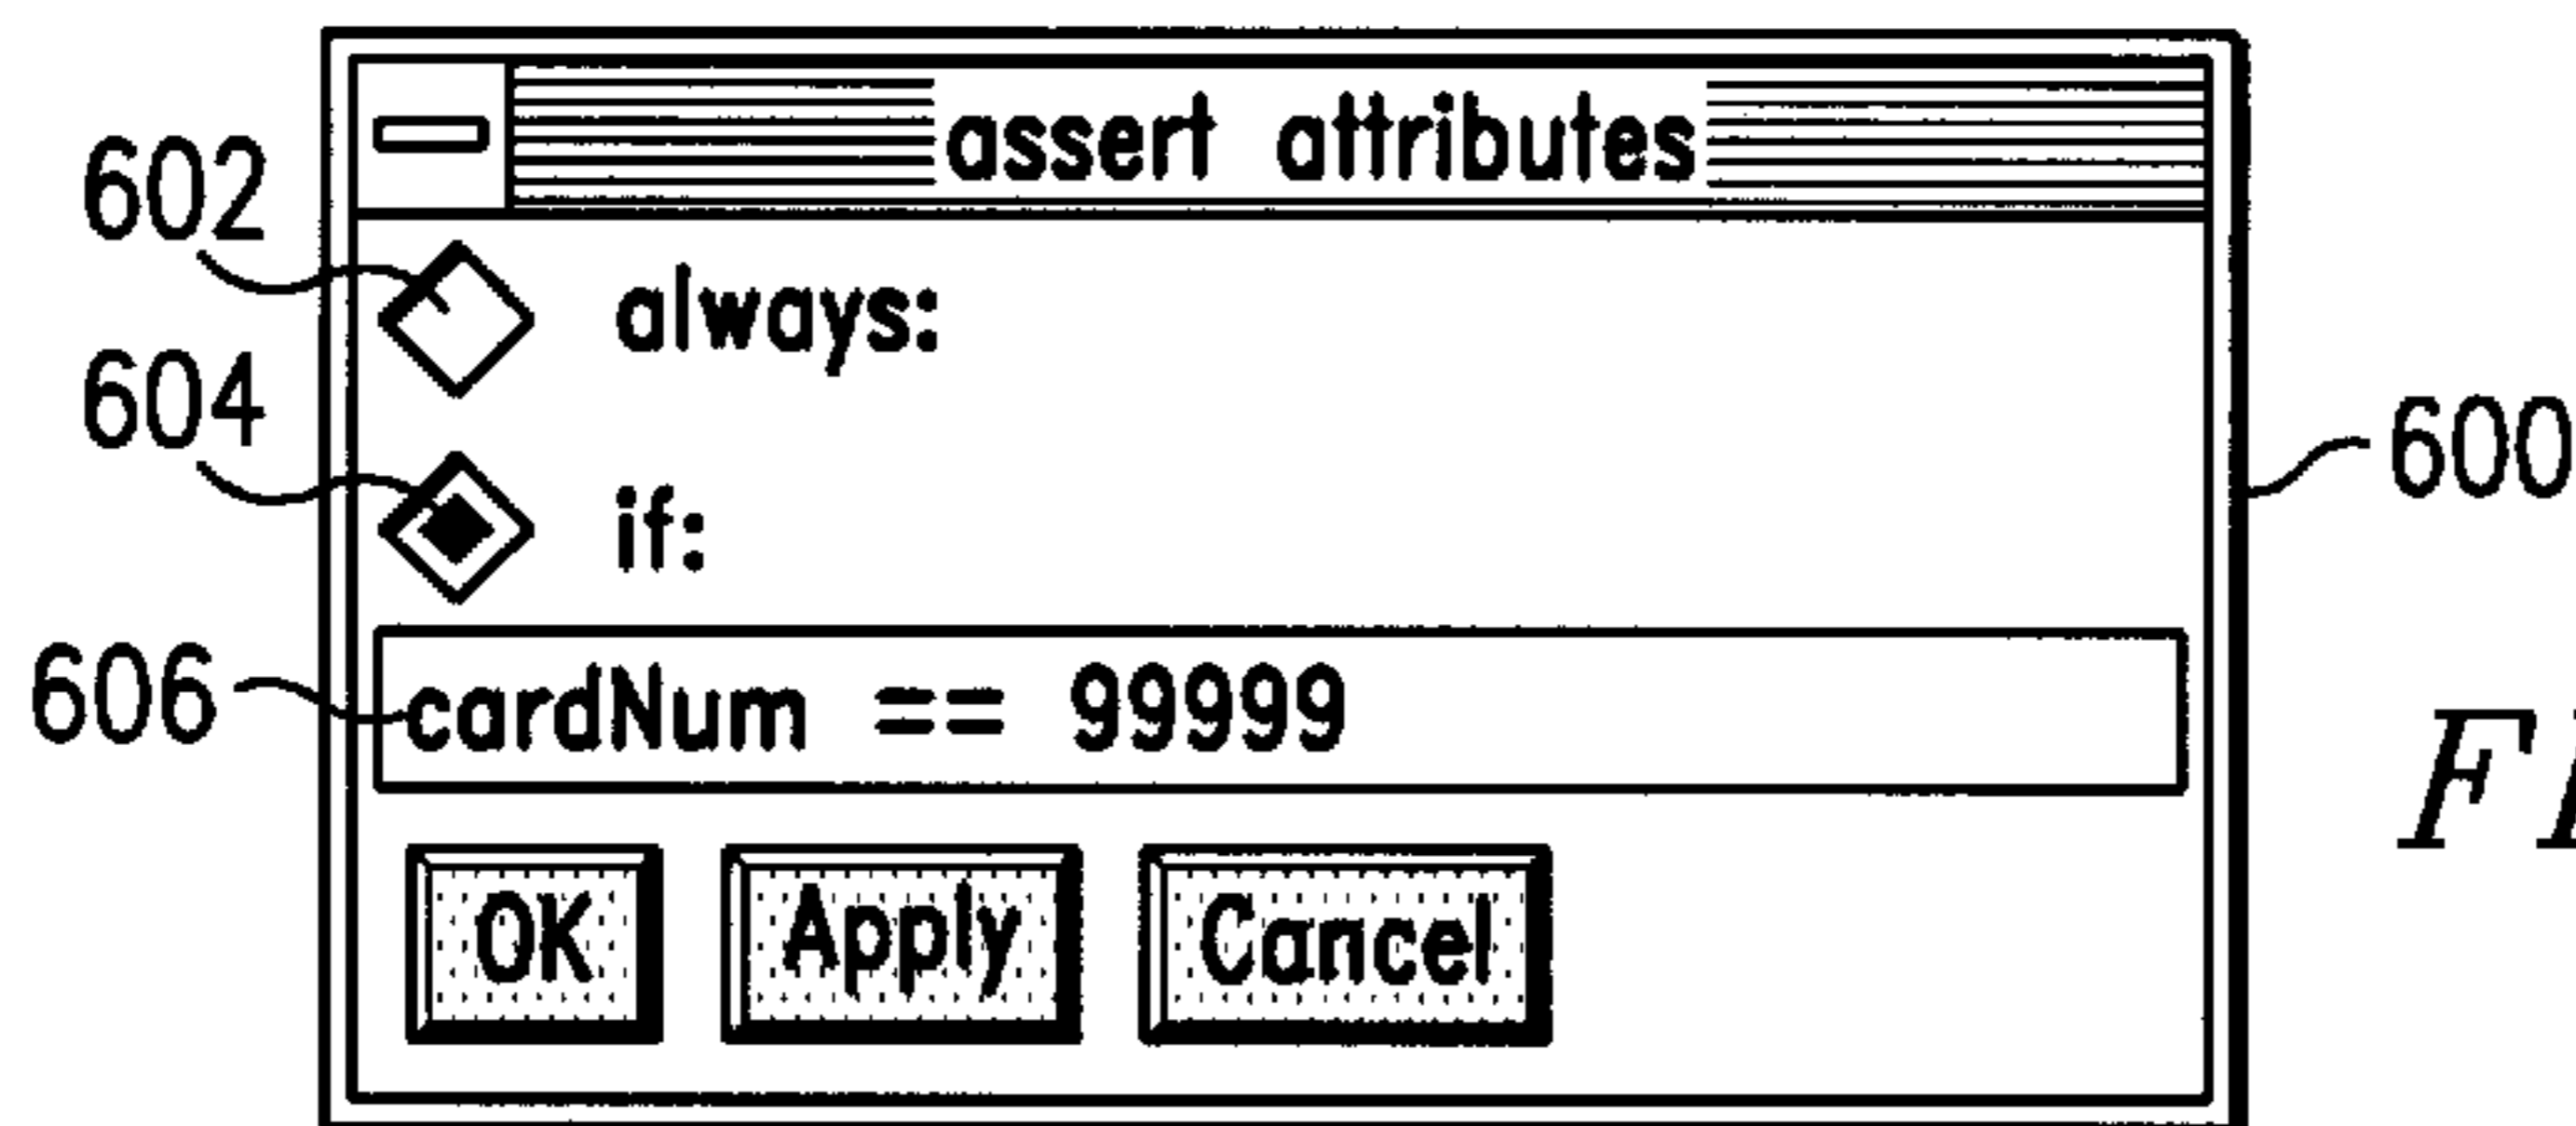 assert attributes
602
always:
604
if:
600
606
cardNum == 99999
OK Apply Cancel